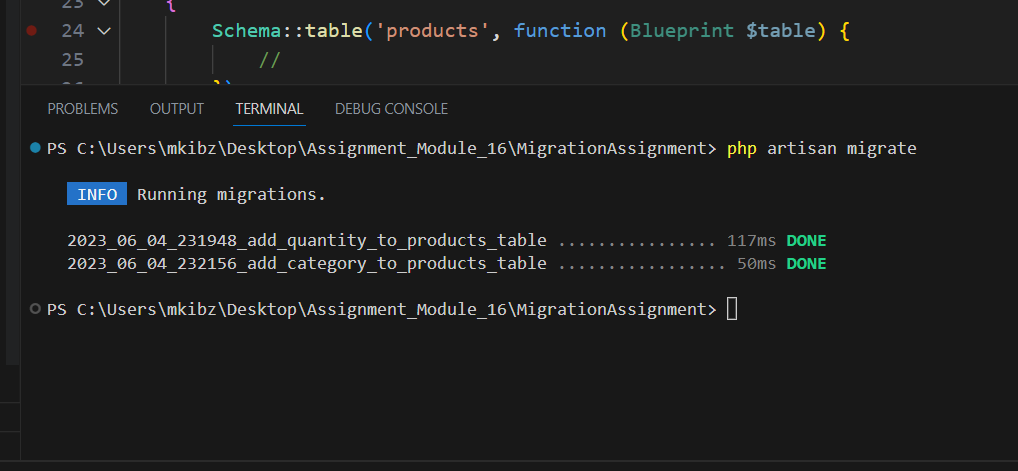 23 {
24 Schema::table('products', function (Blueprint $table) {
25 //
PROBLEMS OUTPUT TERMINAL DEBUG CONSOLE
PS C:\Users\mkibz\Desktop\Assignment_Module_16\MigrationAssignment> php artisan migrate
INFO Running migrations.
2023_06_04_231948_add_quantity_to_products_table ................ 117ms DONE
2023_06_04_232156_add_category_to_products_table ................. 50ms DONE
PS C:\Users\mkibz\Desktop\Assignment_Module_16\MigrationAssignment>